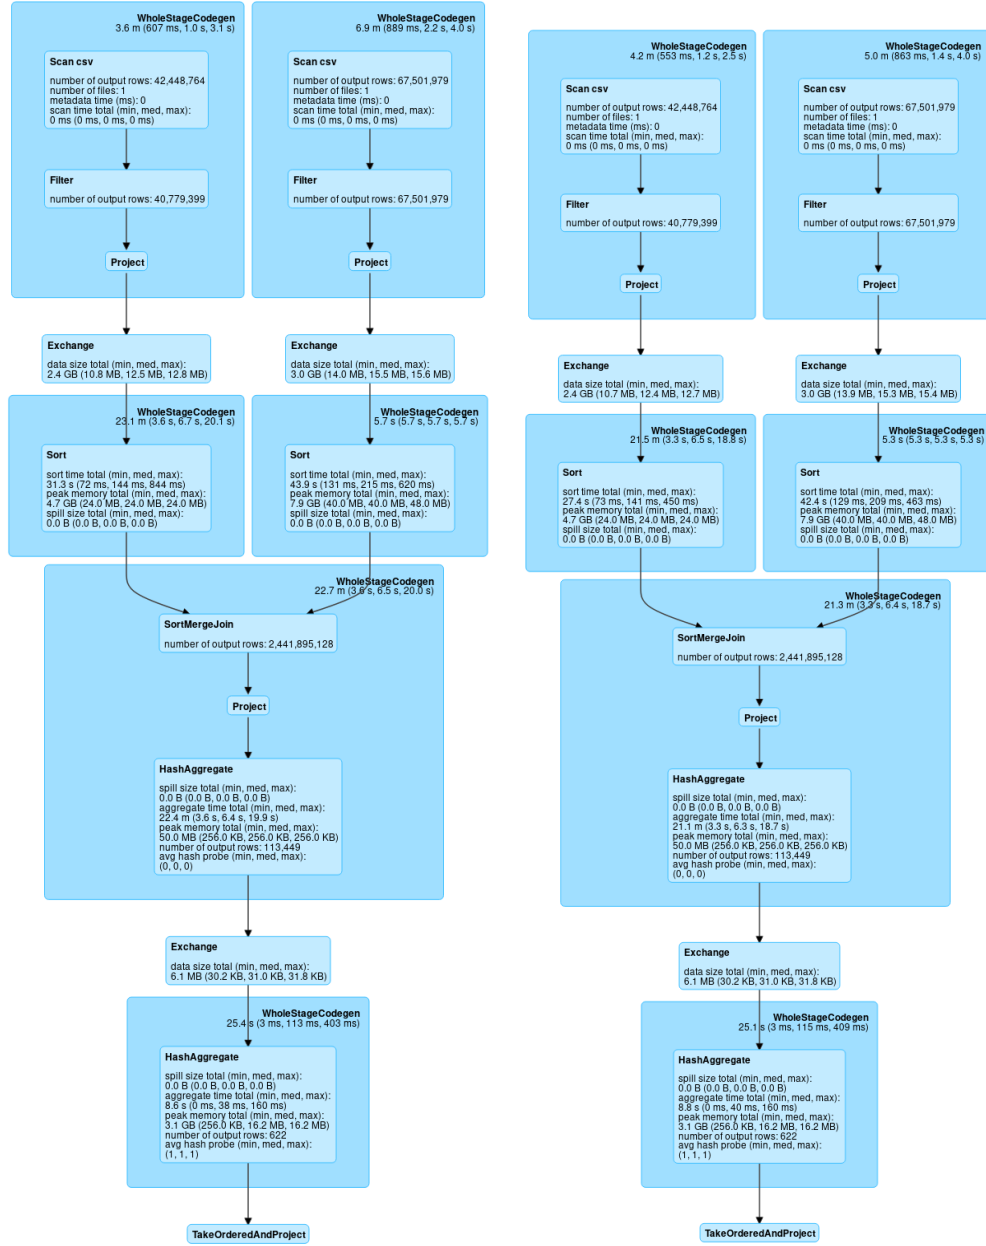 WholeStageCodegen
3.6 m (607 ms, 1.0 s, 3.1 s)
Scan csv
number of output rows: 42,448,764
number of files: 1
metadata time (ms): 0
scan time total (min, med, max):
0 ms (0 ms, 0 ms, 0 ms)
Filter
number of output rows: 40,779,399
Project
WholeStageCodegen
6.9 m (889 ms, 2.2 s, 4.0 s)
Scan csv
number of output rows: 67,501,979
number of files: 1
metadata time (ms): 0
scan time total (min, med, max):
0 ms (0 ms, 0 ms, 0 ms)
Filter
number of output rows: 67,501,979
Project
Exchange
data size total (min, med, max):
2.4 GB (10.8 MB, 12.5 MB, 12.8 MB)
Exchange
data size total (min, med, max):
3.0 GB (14.0 MB, 15.5 MB, 15.6 MB)
WholeStageCodegen
23.1 m (3.6 s, 6.7 s, 20.1 s)
Sort
sort time total (min, med, max):
31.3 s (72 ms, 144 ms, 844 ms)
peak memory total (min, med, max):
4.7 GB (24.0 MB, 24.0 MB, 24.0 MB)
spill size total (min, med, max):
0.0 B (0.0 B, 0.0 B, 0.0 B)
WholeStageCodegen
5.7 s (5.7 s, 5.7 s, 5.7 s)
Sort
sort time total (min, med, max):
43.9 s (131 ms, 215 ms, 620 ms)
peak memory total (min, med, max):
7.9 GB (40.0 MB, 40.0 MB, 48.0 MB)
spill size total (min, med, max):
0.0 B (0.0 B, 0.0 B, 0.0 B)
WholeStageCodegen
22.7 m (3.6 s, 6.5 s, 20.0 s)
SortMergeJoin
number of output rows: 2,441,895,128
Project
HashAggregate
spill size total (min, med, max):
0.0 B (0.0 B, 0.0 B, 0.0 B)
aggregate time total (min, med, max):
22.4 m (3.6 s, 6.4 s, 19.9 s)
peak memory total (min, med, max):
50.0 MB (256.0 KB, 256.0 KB, 256.0 KB)
number of output rows: 113,449
avg hash probe (min, med, max):
(0, 0, 0)
Exchange
data size total (min, med, max):
6.1 MB (30.2 KB, 31.0 KB, 31.8 KB)
WholeStageCodegen
25.4 s (3 ms, 113 ms, 403 ms)
HashAggregate
spill size total (min, med, max):
0.0 B (0.0 B, 0.0 B, 0.0 B)
aggregate time total (min, med, max):
8.6 s (0 ms, 38 ms, 160 ms)
peak memory total (min, med, max):
3.1 GB (256.0 KB, 16.2 MB, 16.2 MB)
number of output rows: 622
avg hash probe (min, med, max):
(1, 1, 1)
TakeOrderedAndProject
WholeStageCodegen
4.2 m (553 ms, 1.2 s, 2.5 s)
Scan csv
number of output rows: 42,448,764
number of files: 1
metadata time (ms): 0
scan time total (min, med, max):
0 ms (0 ms, 0 ms, 0 ms)
Filter
number of output rows: 40,779,399
Project
WholeStageCodegen
5.0 m (863 ms, 1.4 s, 4.0 s)
Scan csv
number of output rows: 67,501,979
number of files: 1
metadata time (ms): 0
scan time total (min, med, max):
0 ms (0 ms, 0 ms, 0 ms)
Filter
number of output rows: 67,501,979
Project
Exchange
data size total (min, med, max):
2.4 GB (10.7 MB, 12.4 MB, 12.7 MB)
Exchange
data size total (min, med, max):
3.0 GB (13.9 MB, 15.3 MB, 15.4 MB)
WholeStageCodegen
21.5 m (3.3 s, 6.5 s, 18.8 s)
Sort
sort time total (min, med, max):
27.4 s (73 ms, 141 ms, 450 ms)
peak memory total (min, med, max):
4.7 GB (24.0 MB, 24.0 MB, 24.0 MB)
spill size total (min, med, max):
0.0 B (0.0 B, 0.0 B, 0.0 B)
WholeStageCodegen
5.3 s (5.3 s, 5.3 s, 5.3 s)
Sort
sort time total (min, med, max):
42.4 s (129 ms, 209 ms, 463 ms)
peak memory total (min, med, max):
7.9 GB (40.0 MB, 40.0 MB, 48.0 MB)
spill size total (min, med, max):
0.0 B (0.0 B, 0.0 B, 0.0 B)
WholeStageCodegen
21.3 m (3.3 s, 6.4 s, 18.7 s)
SortMergeJoin
number of output rows: 2,441,895,128
Project
HashAggregate
spill size total (min, med, max):
0.0 B (0.0 B, 0.0 B, 0.0 B)
aggregate time total (min, med, max):
21.1 m (3.3 s, 6.3 s, 18.7 s)
peak memory total (min, med, max):
50.0 MB (256.0 KB, 256.0 KB, 256.0 KB)
number of output rows: 113,449
avg hash probe (min, med, max):
(0, 0, 0)
Exchange
data size total (min, med, max):
6.1 MB (30.2 KB, 31.0 KB, 31.8 KB)
WholeStageCodegen
25.1 s (3 ms, 115 ms, 409 ms)
HashAggregate
spill size total (min, med, max):
0.0 B (0.0 B, 0.0 B, 0.0 B)
aggregate time total (min, med, max):
8.8 s (0 ms, 40 ms, 160 ms)
peak memory total (min, med, max):
3.1 GB (256.0 KB, 16.2 MB, 16.2 MB)
number of output rows: 622
avg hash probe (min, med, max):
(1, 1, 1)
TakeOrderedAndProject